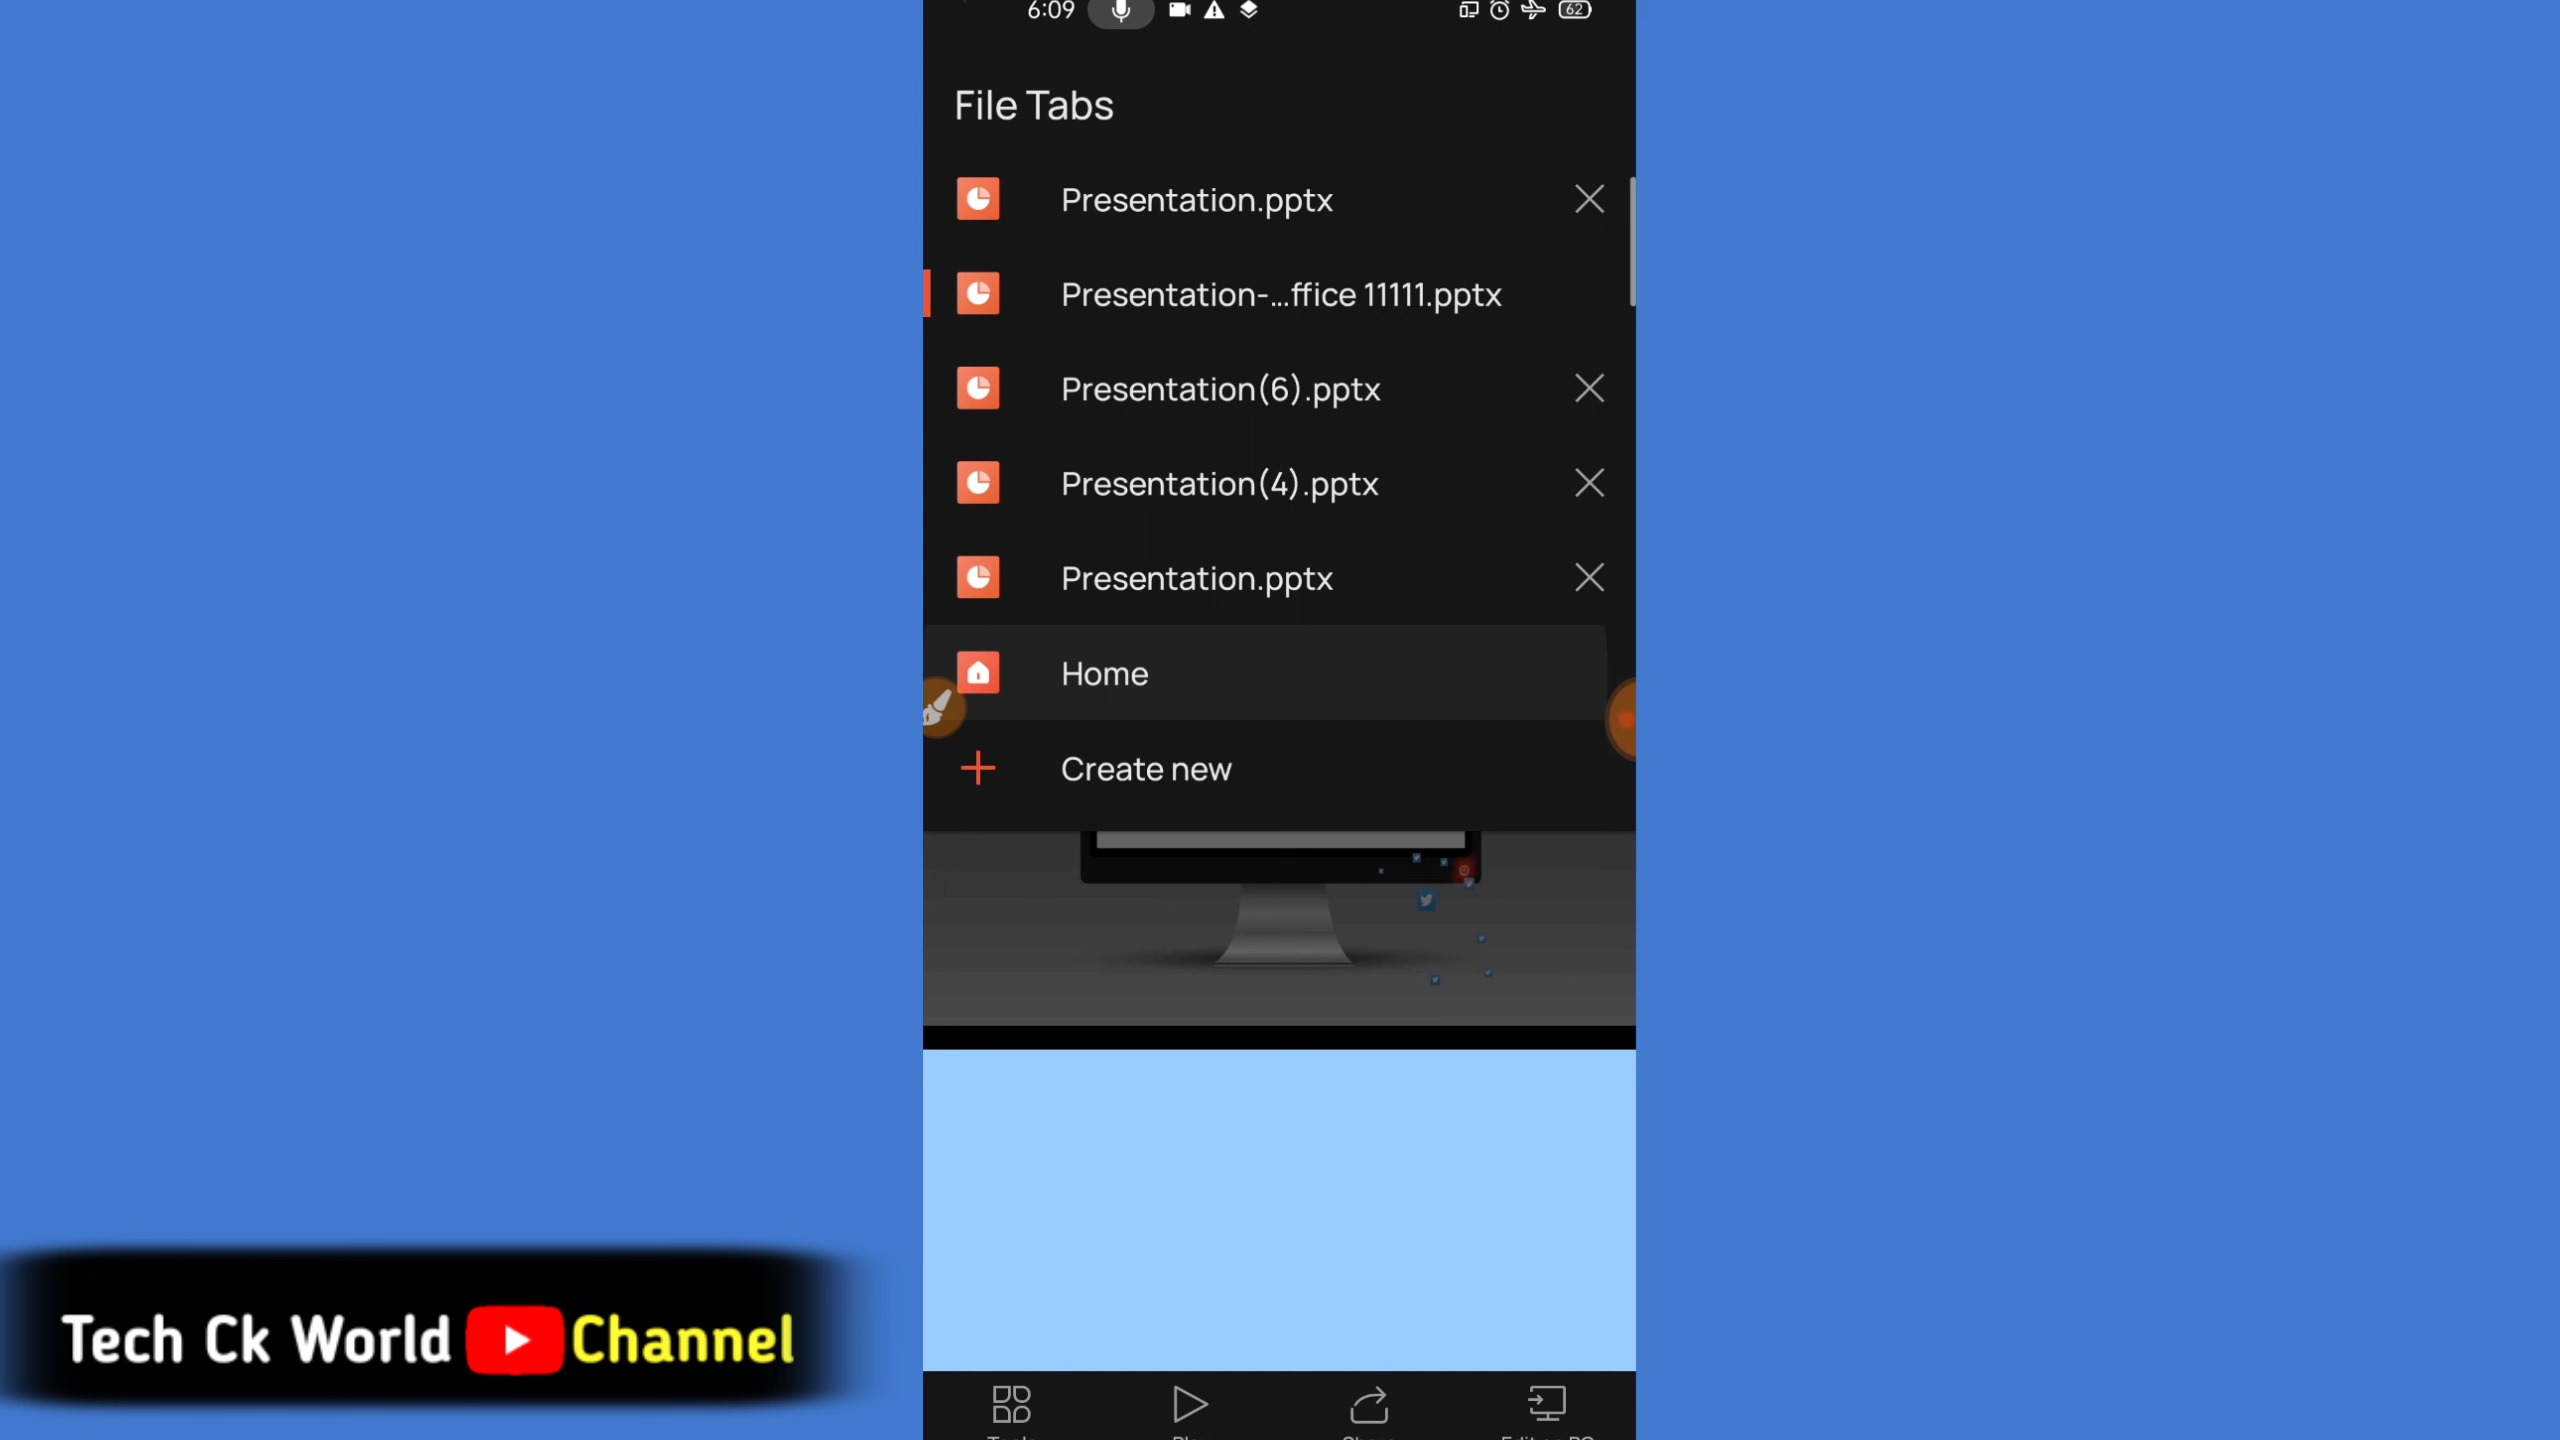 6:09
62
File Tabs
Presentation.pptx
Presentation-...ffice 11111.pptx
Presentation(6).pptx
Presentation(4).pptx
Presentation.pptx
Home
Create new
Tech Ck World Channel